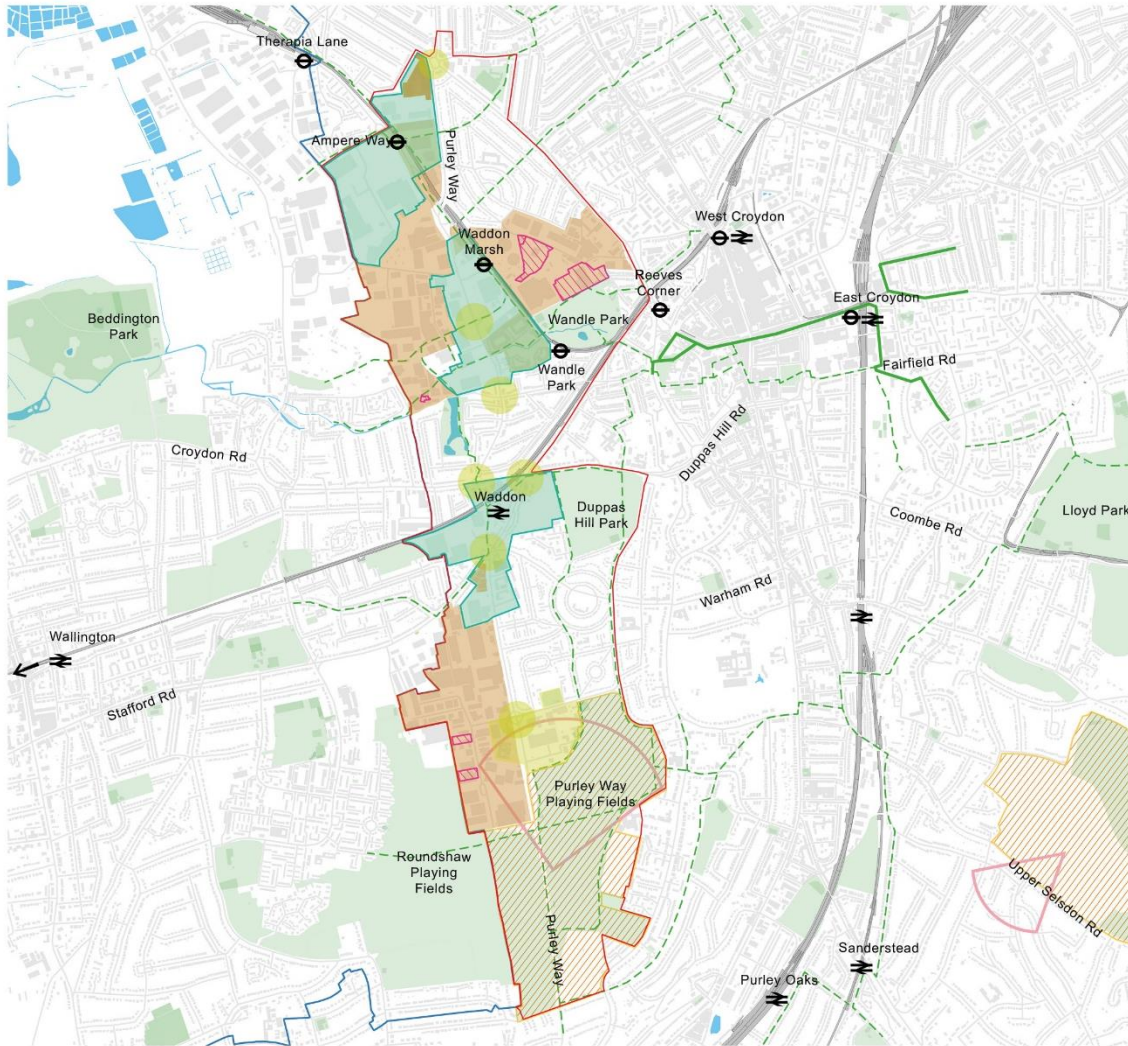 Therapia Lane
Ampere Way
Purley Way
Waddon
Marsh
West Croydon
Reeves
Corner
East Croydon
Beddington
Park
Wandle Park
Wandle
Park
Fairfield Rd
Croydon Rd
Duppas Hill Rd
Waddon
Duppas
Hill Park
Coombe Rd
Lloyd Park
Warham Rd
Wallington
Stafford Rd
Purley Way
Playing Fields
Roundshaw
Playing
Fields
Upper Selsdon Rd
Purley Way
Sanderstead
Purley Oaks